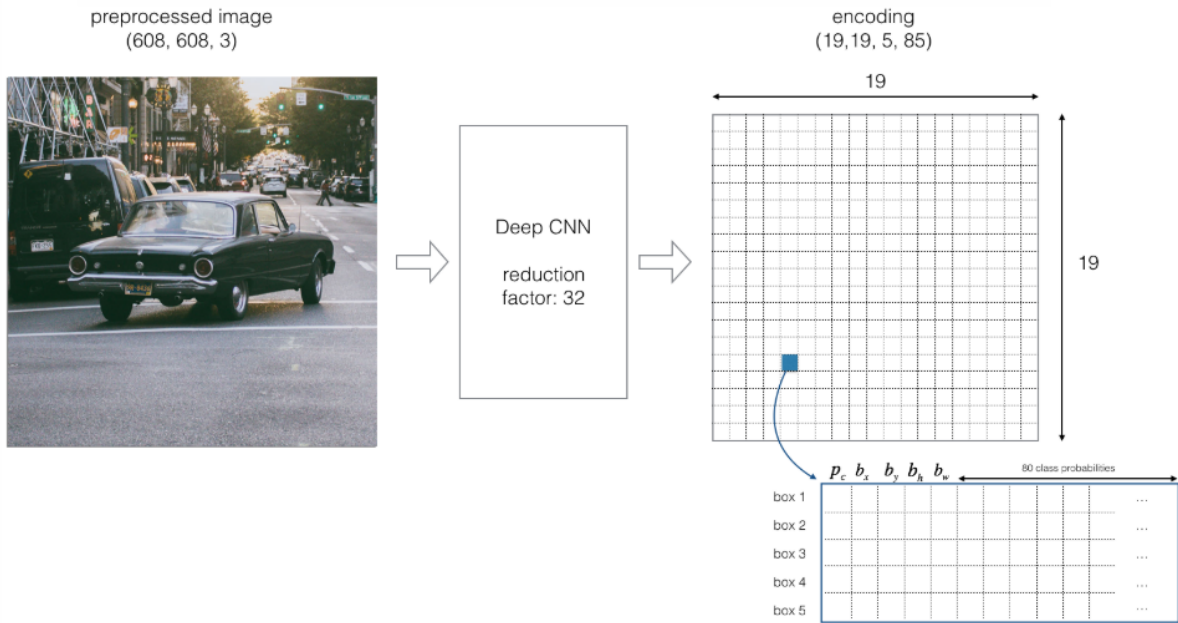 preprocessed image
(608, 608, 3)
encoding
(19,19, 5, 85)
19
19
Deep CNN
reduction
factor: 32
p_c b_x b_y b_h b_w
80 class probabilities
box 1
...
box 2
...
box 3
...
box 4
...
box 5
...